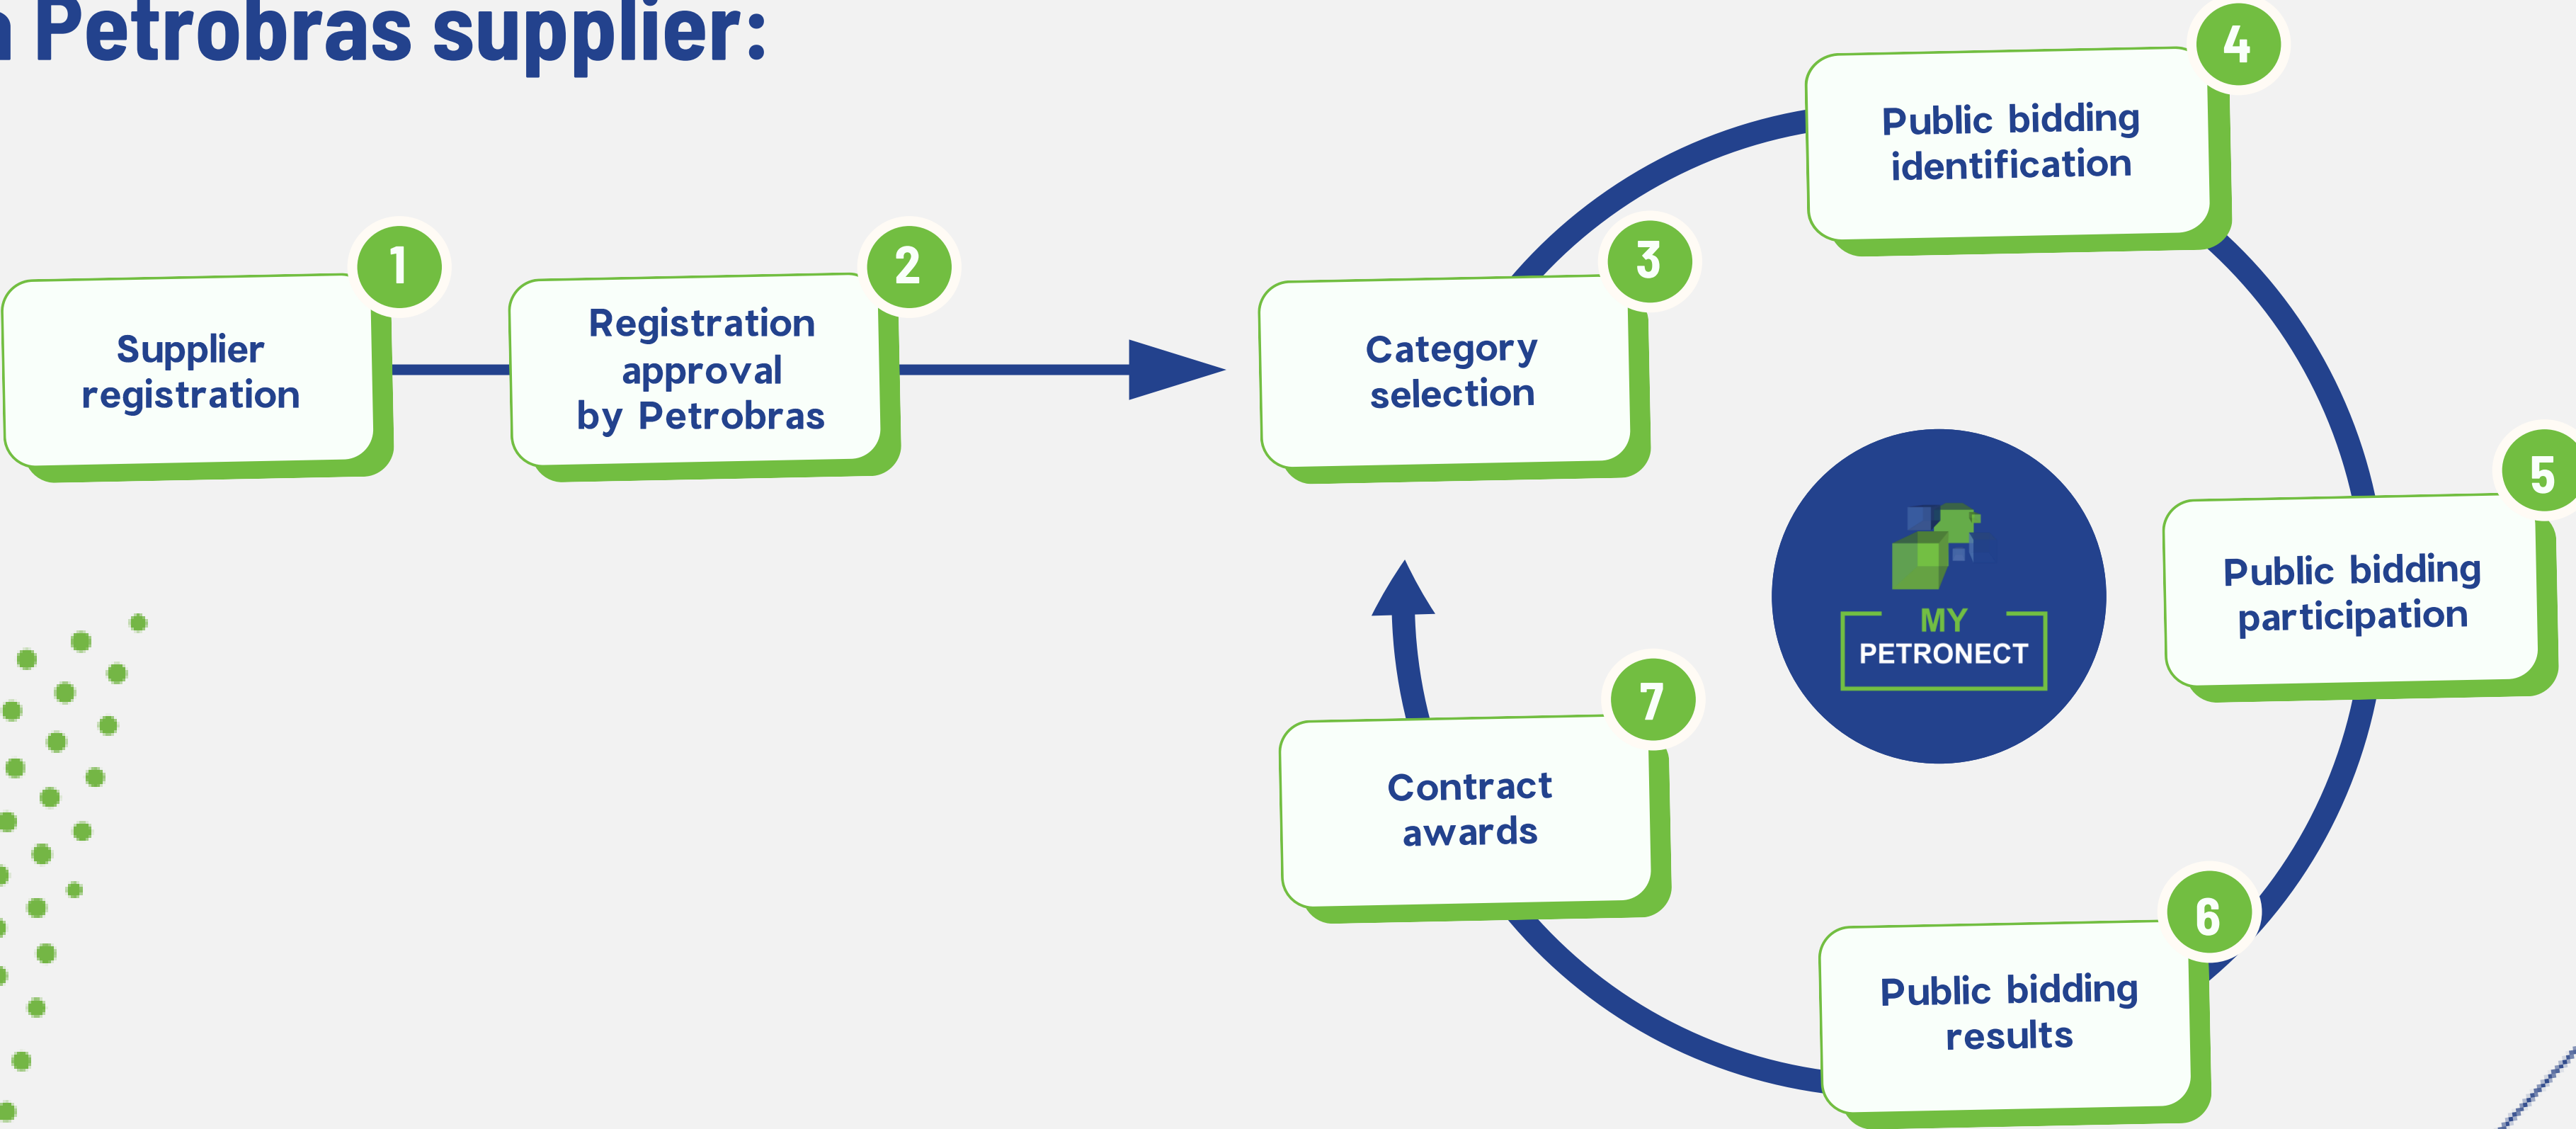 Petrobras supplier:
1
Supplier
registration
2
Registration
approval
by Petrobras
3
Category
selection
4
Public bidding
identification
5
Public bidding
participation
6
Public bidding
results
7
Contract
awards
MY
PETRONECT